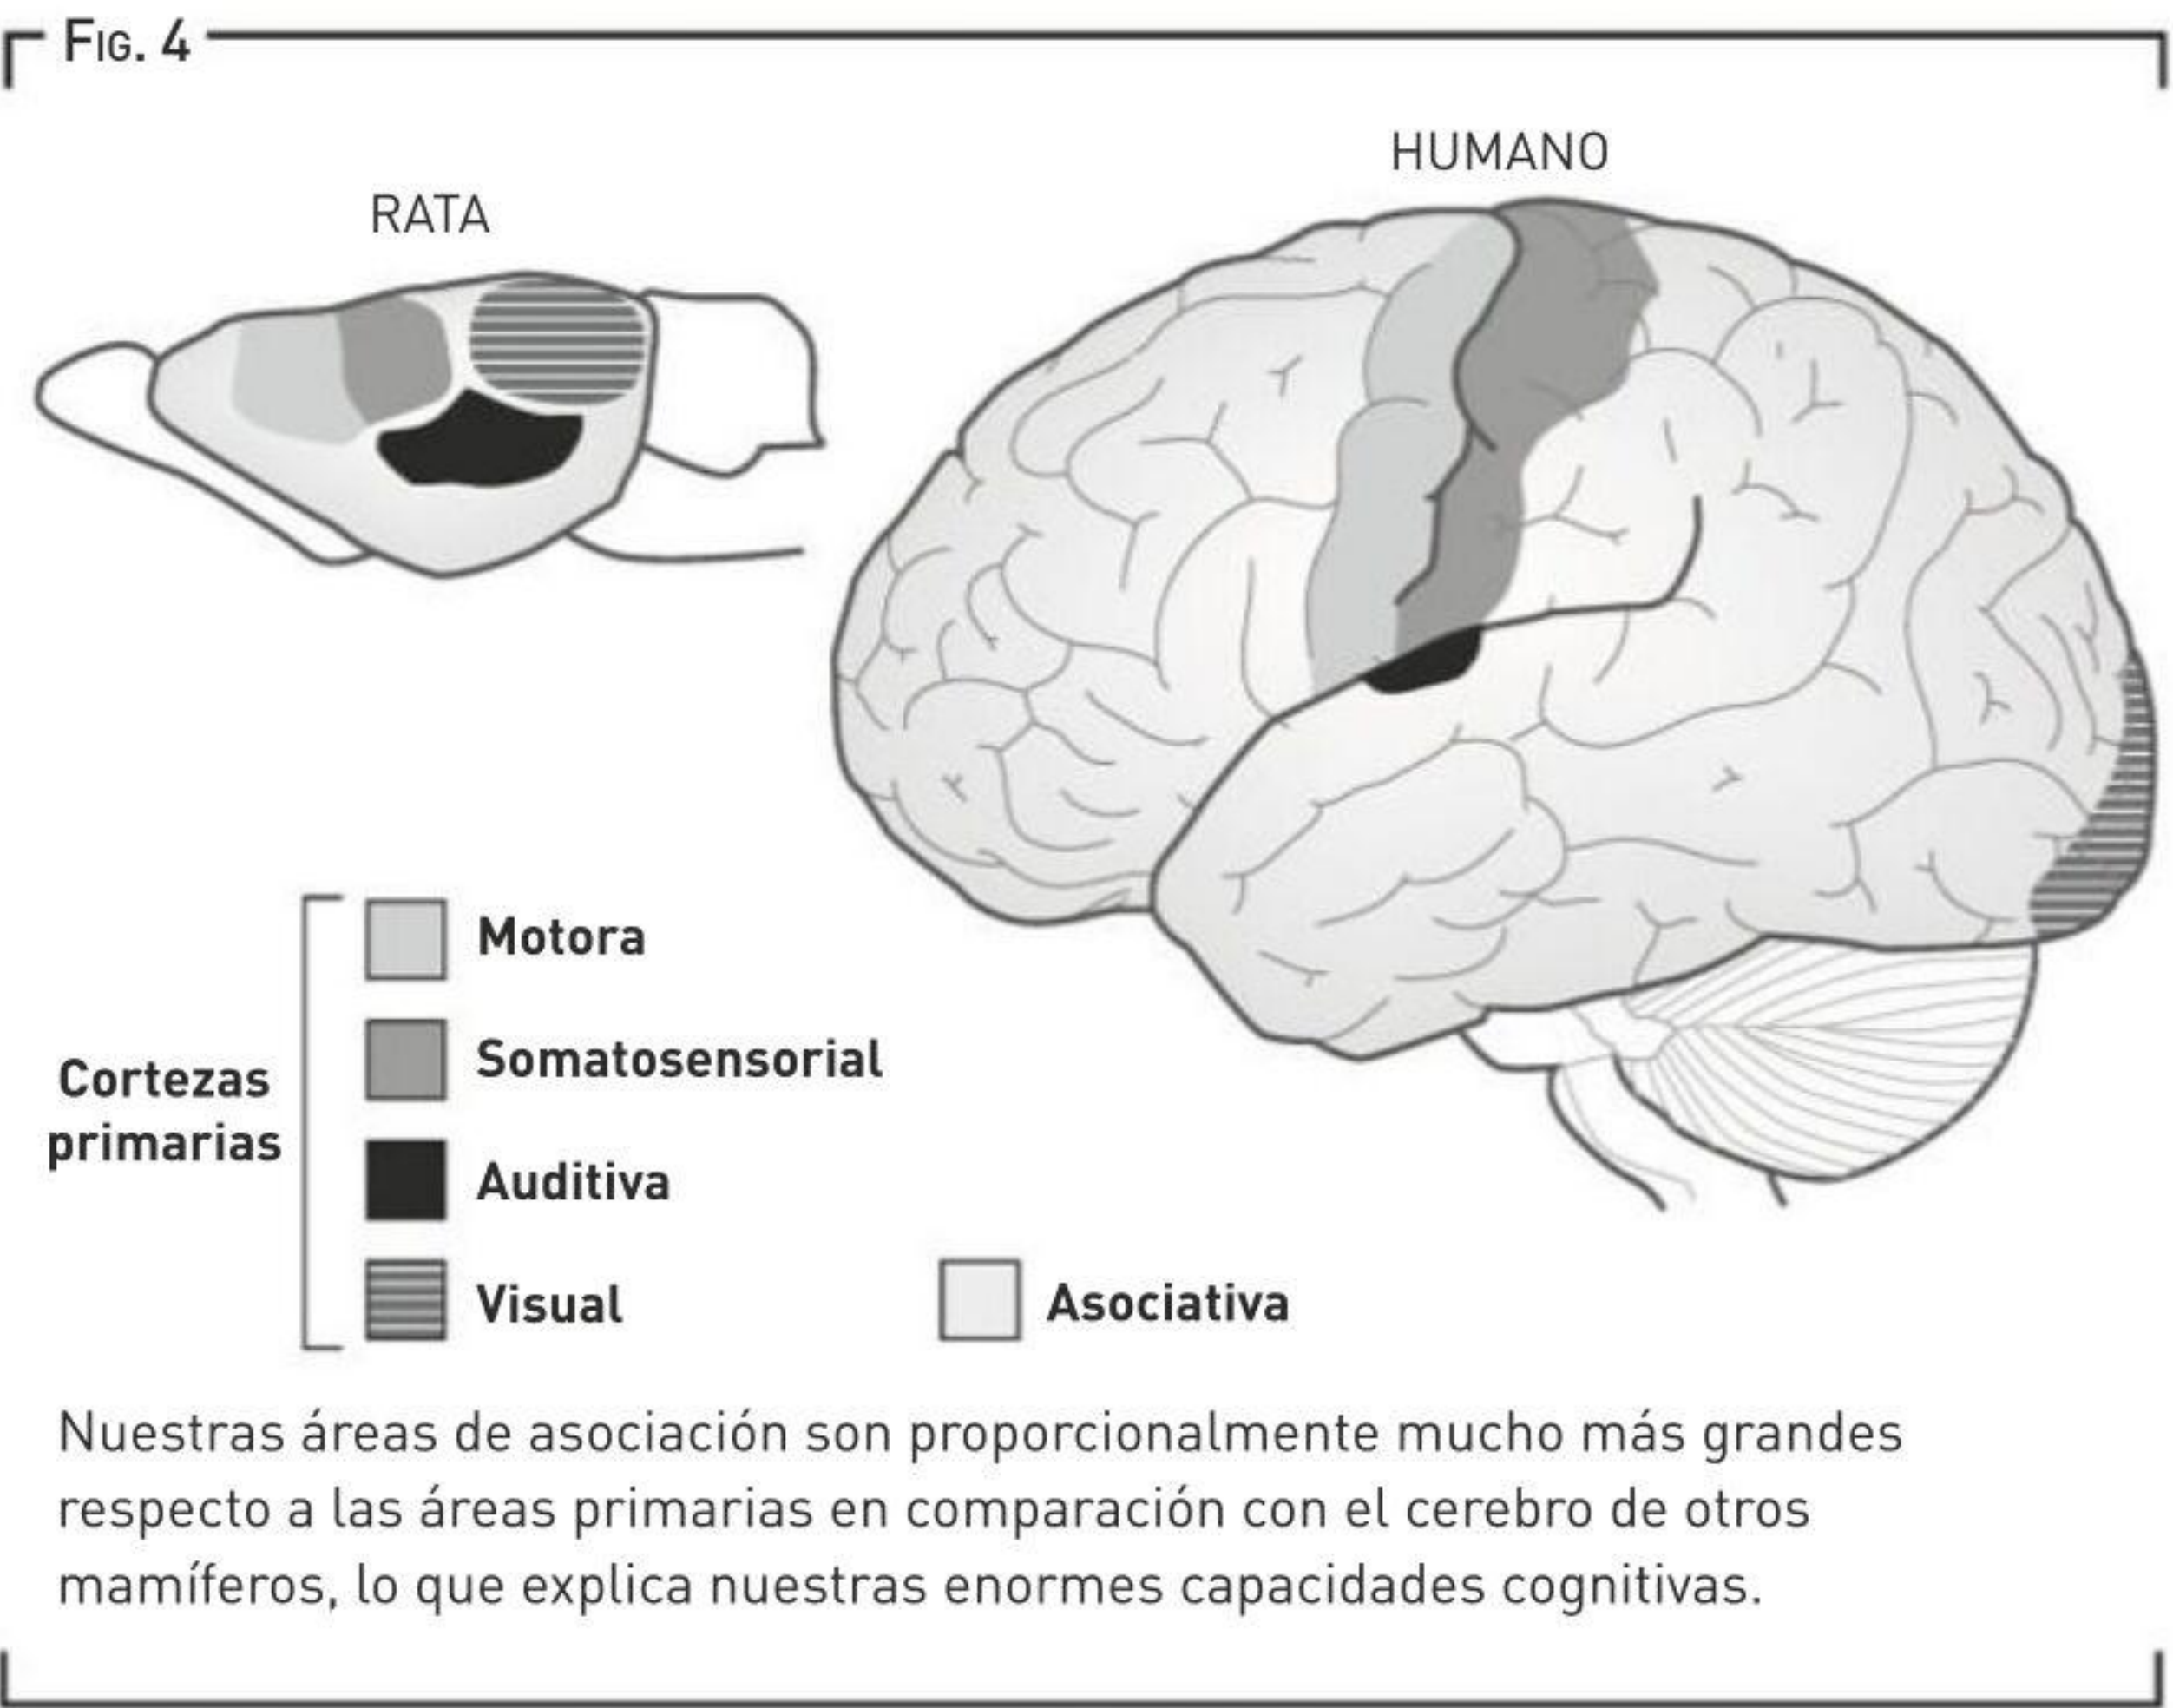 FIG. 4
RATA
HUMANO
Cortezas
primarias
Motora
Somatosensorial
Auditiva
Visual
Asociativa
Nuestras áreas de asociación son proporcionalmente mucho más grandes
respecto a las áreas primarias en comparación con el cerebro de otros
mamíferos, lo que explica nuestras enormes capacidades cognitivas.